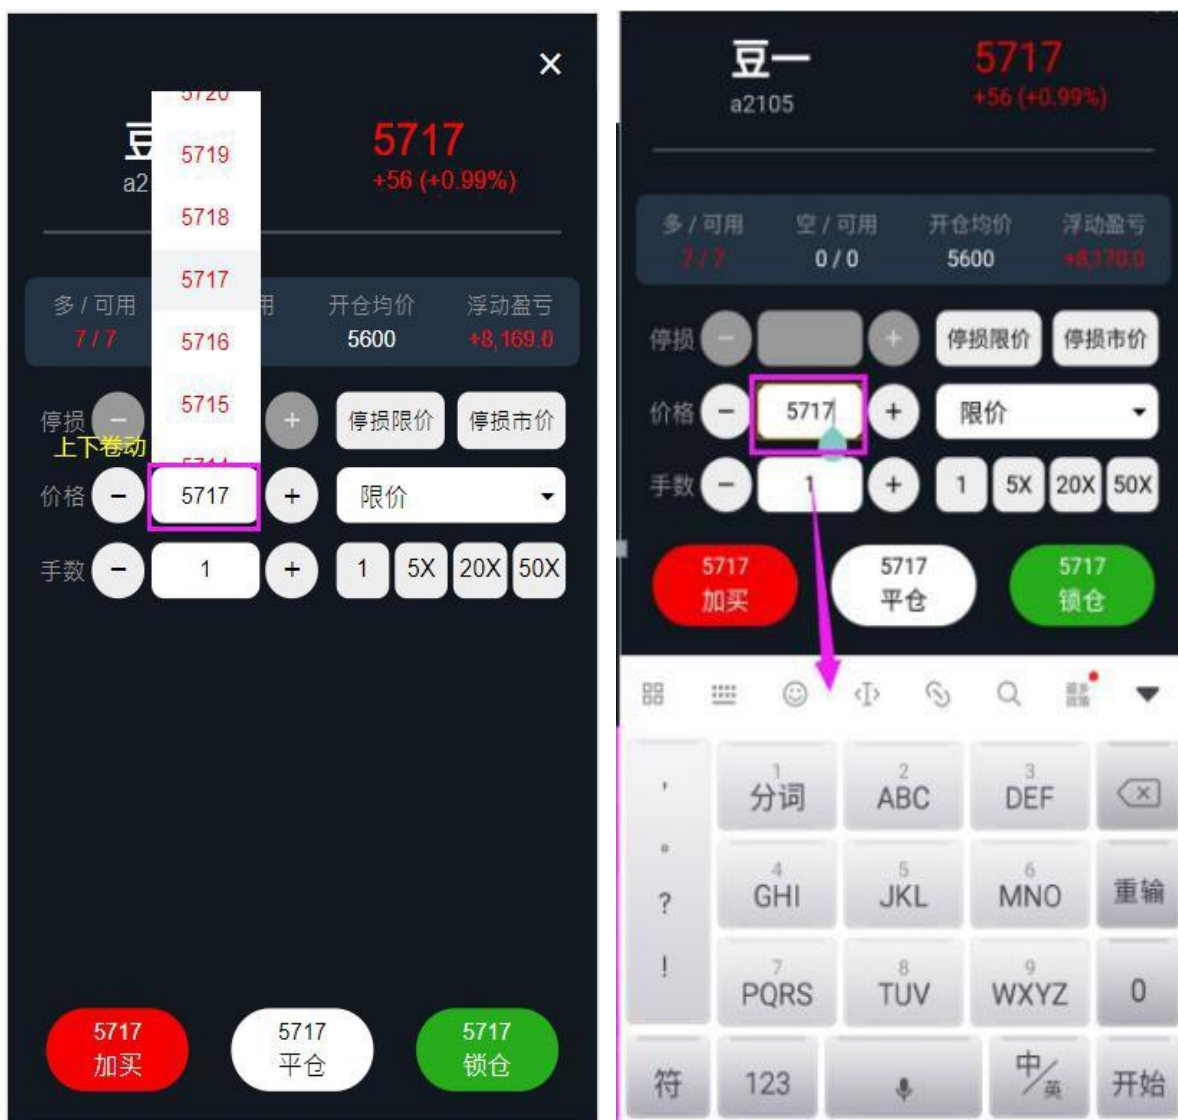 ×
5720
豆
a2
5719
5718
5717
5716
5715
5714
5717
+56 (+0.99%)
多 / 可用
用
开仓均价
浮动盈亏
7 / 7
5600
+8,169.0
停损
−
+
停损限价
停损市价
上下卷动
价格
−
5717
+
限价
手数
−
1
+
1
5X
20X
50X
5717
加买
5717
平仓
5717
锁仓
豆一
a2105
5717
+56 (+0.99%)
多 / 可用
空 / 可用
开仓均价
浮动盈亏
7 / 7
0 / 0
5600
+8,170.0
停损
−
+
停损限价
停损市价
价格
−
5717
+
限价
手数
−
1
+
1
5X
20X
50X
5717
加买
5717
平仓
5717
锁仓
,
。
?
!
1
分词
2
ABC
3
DEF
4
GHI
5
JKL
6
MNO
重输
7
PQRS
8
TUV
9
WXYZ
0
符
123
中/英
开始